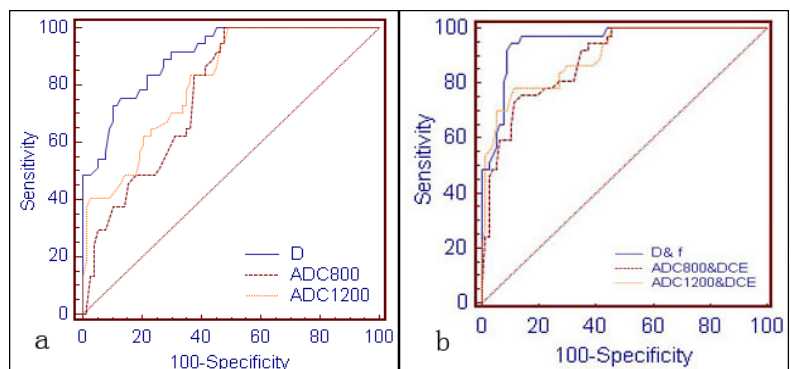 100
80
60
40
20
0
Sensitivity
D
ADC800
ADC1200
0 20 40 60 80 100
100-Specificity
a
100
80
60
40
20
0
Sensitivity
D& f
ADC800&DCE
ADC1200&DCE
0 20 40 60 80 100
100-Specificity
b